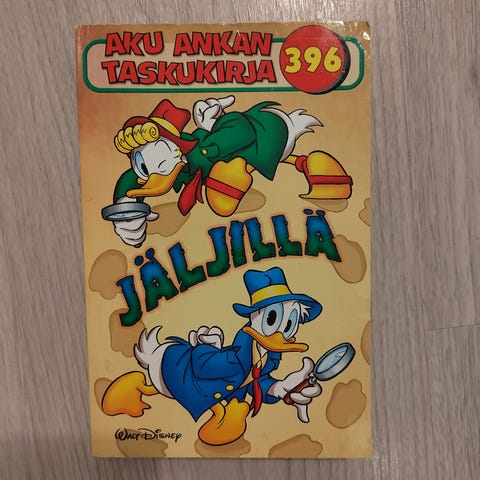 AKU ANKAN
TASKUKIRJA
396
JÄLJILLÄ
WALT DISNEY